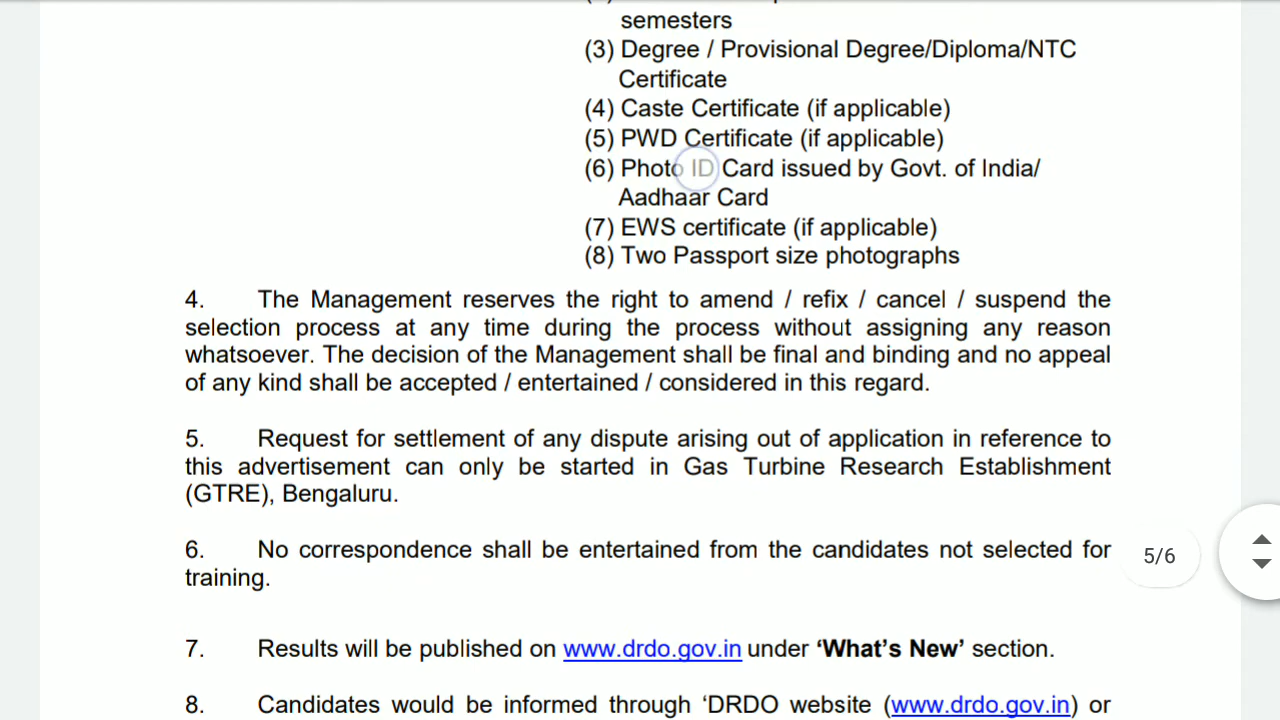 semesters
(3) Degree / Provisional Degree/Diploma/NTC
Certificate
(4) Caste Certificate (if applicable)
(5) PWD Certificate (if applicable)
(6) Photo ID Card issued by Govt. of India/
Aadhaar Card
(7) EWS certificate (if applicable)
(8) Two Passport size photographs
4. The Management reserves the right to amend / refix / cancel / suspend the
selection process at any time during the process without assigning any reason
whatsoever. The decision of the Management shall be final and binding and no appeal
of any kind shall be accepted / entertained / considered in this regard.
5. Request for settlement of any dispute arising out of application in reference to
this advertisement can only be started in Gas Turbine Research Establishment
(GTRE), Bengaluru.
6. No correspondence shall be entertained from the candidates not selected for
training.
5/6
7. Results will be published on www.drdo.gov.in under ‘What’s New’ section.
8. Candidates would be informed through ‘DRDO website (www.drdo.gov.in) or